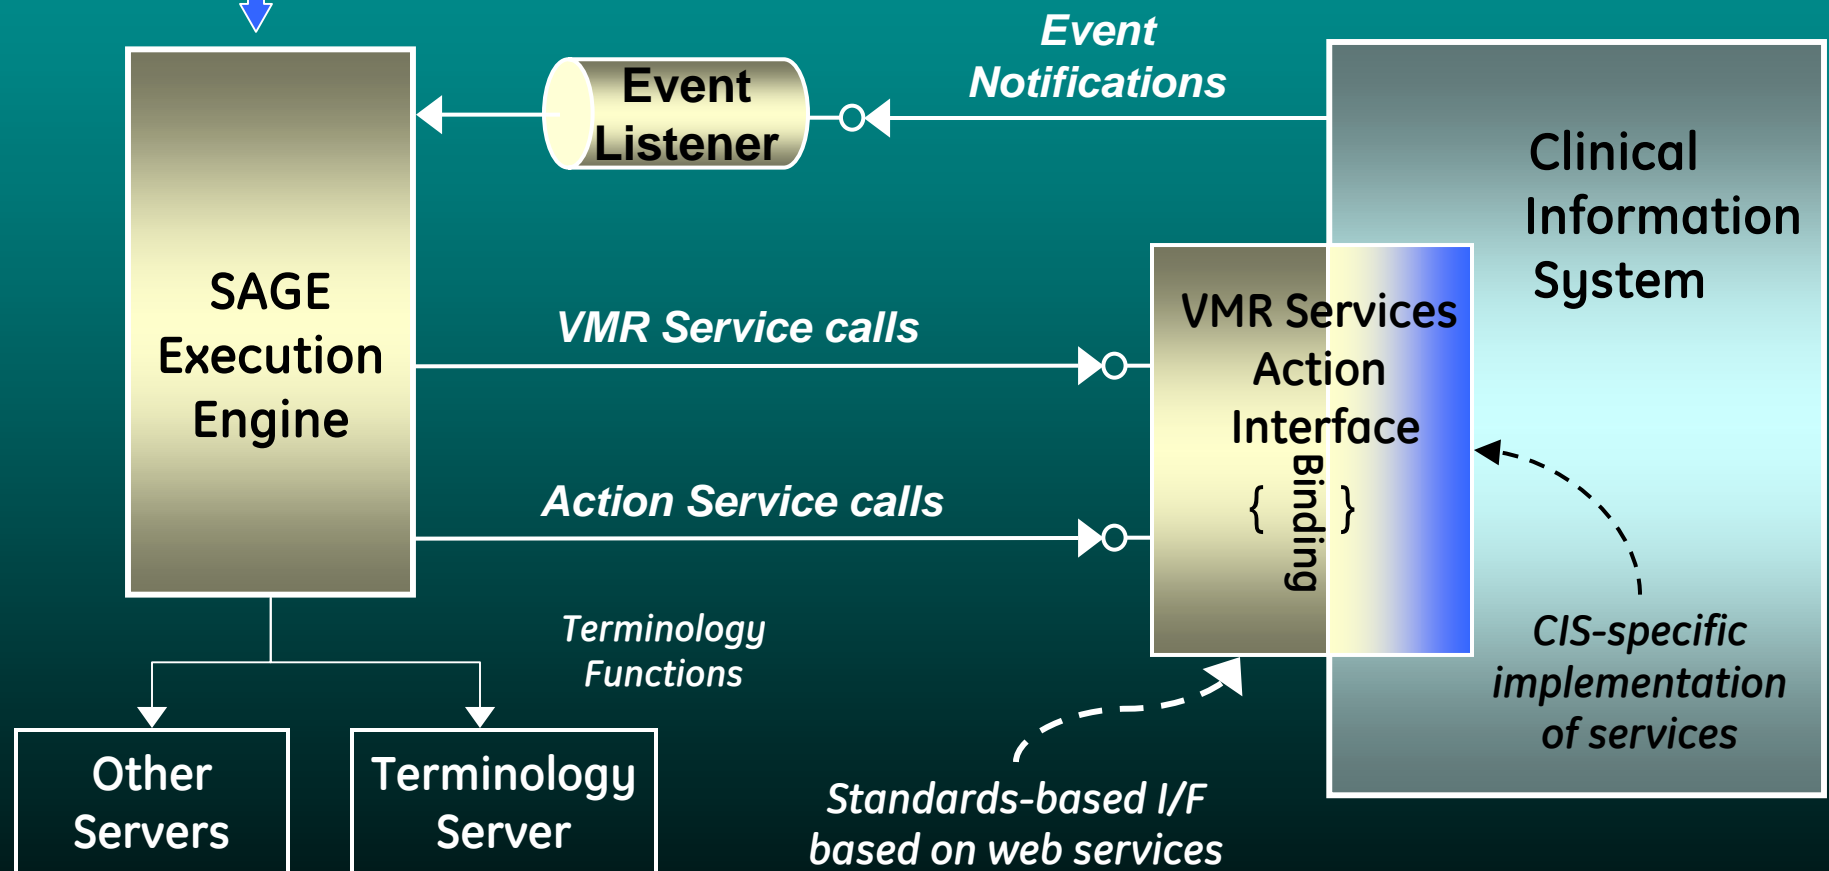 Event
Notifications
Event
Listener
Clinical
Information
System
SAGE
Execution
Engine
VMR Service calls
VMR Services
Action
Interface
{ Binding }
Action Service calls
Terminology
Functions
CIS-specific
implementation
of services
Other
Servers
Terminology
Server
Standards-based I/F
based on web services